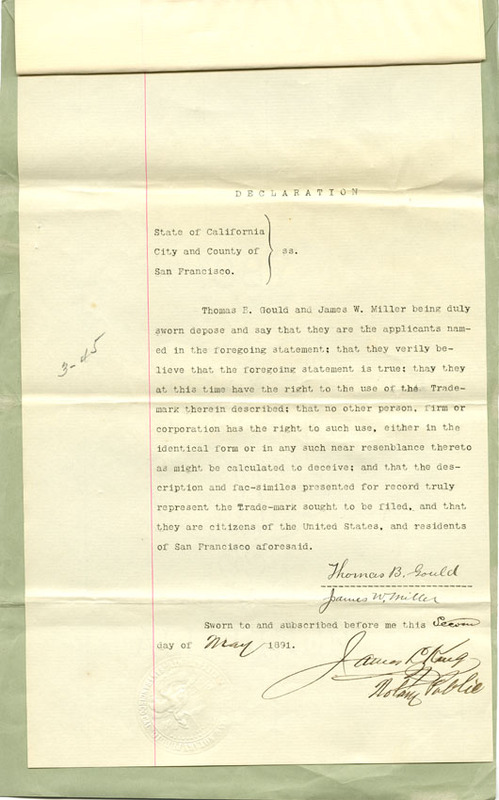 DECLARATION
State of California
City and County of ss.
San Francisco.
Thomas B. Gould and James W. Miller being duly
sworn depose and say that they are the applicants nam-
ed in the foregoing statement; that they verily be-
lieve that the foregoing statement is true; thay they
at this time have the right to the use of the Trade-
mark therein described; that no other person, firm or
corporation has the right to such use, either in the
identical form or in any such near resemblance thereto
as might be calculated to deceive; and that the des-
cription and fac-similes presented for record truly
represent the Trade-mark sought to be filed, and that
they are citizens of the United States, and residents
of San Francisco aforesaid.
3-45
Thomas B. Gould
James W. Miller
Sworn to and subscribed before me this Second
day of May 1891.
James L. King
Notary Public